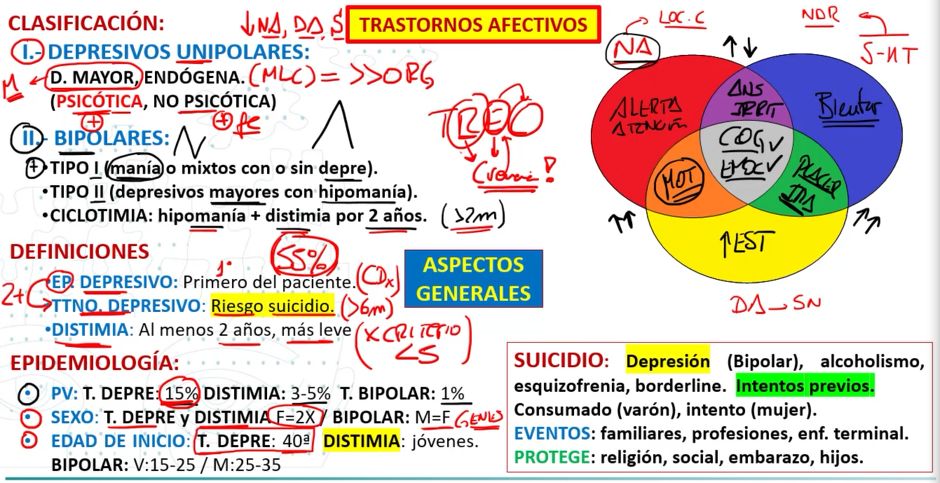 CLASIFICACIÓN:
↓NA, DA, S
TRASTORNOS AFECTIVOS
LOC. C
NDR
S-HT
I.- DEPRESIVOS UNIPOLARES:
M ← D. MAYOR, ENDÓGENA. (MLC) = >>ORG
(PSICÓTICA, NO PSICÓTICA)
II.- BIPOLARES:
•TIPO I (manía o mixtos con o sin depre).
•TIPO II (depresivos mayores con hipomanía).
•CICLOTIMIA: hipomanía + distimia por 2 años. (>2m)
NA
ALERTA
ATENCIÓN
ANS
IRRIT
Bienestar
COG✓
EMOC✓
MOT
PLACER
DA
↑EST
DA → SN
DEFINICIONES
55%
•EP. DEPRESIVO: Primero del paciente. (CDx)
1°
2+
•TTNO. DEPRESIVO: Riesgo suicidio. (>6m)
•DISTIMIA: Al menos 2 años, más leve (x CRITERIO <5
ASPECTOS
GENERALES
EPIDEMIOLOGÍA:
• PV: T. DEPRE: 15% DISTIMIA: 3-5% T. BIPOLAR: 1%
• SEXO: T. DEPRE y DISTIMIA F=2X / BIPOLAR: M=F GENES
• EDAD DE INICIO: T. DEPRE: 40ª DISTIMIA: jóvenes.
BIPOLAR: V:15-25 / M:25-35
SUICIDIO: Depresión (Bipolar), alcoholismo,
esquizofrenia, borderline. Intentos previos.
Consumado (varón), intento (mujer).
EVENTOS: familiares, profesiones, enf. terminal.
PROTEGE: religión, social, embarazo, hijos.